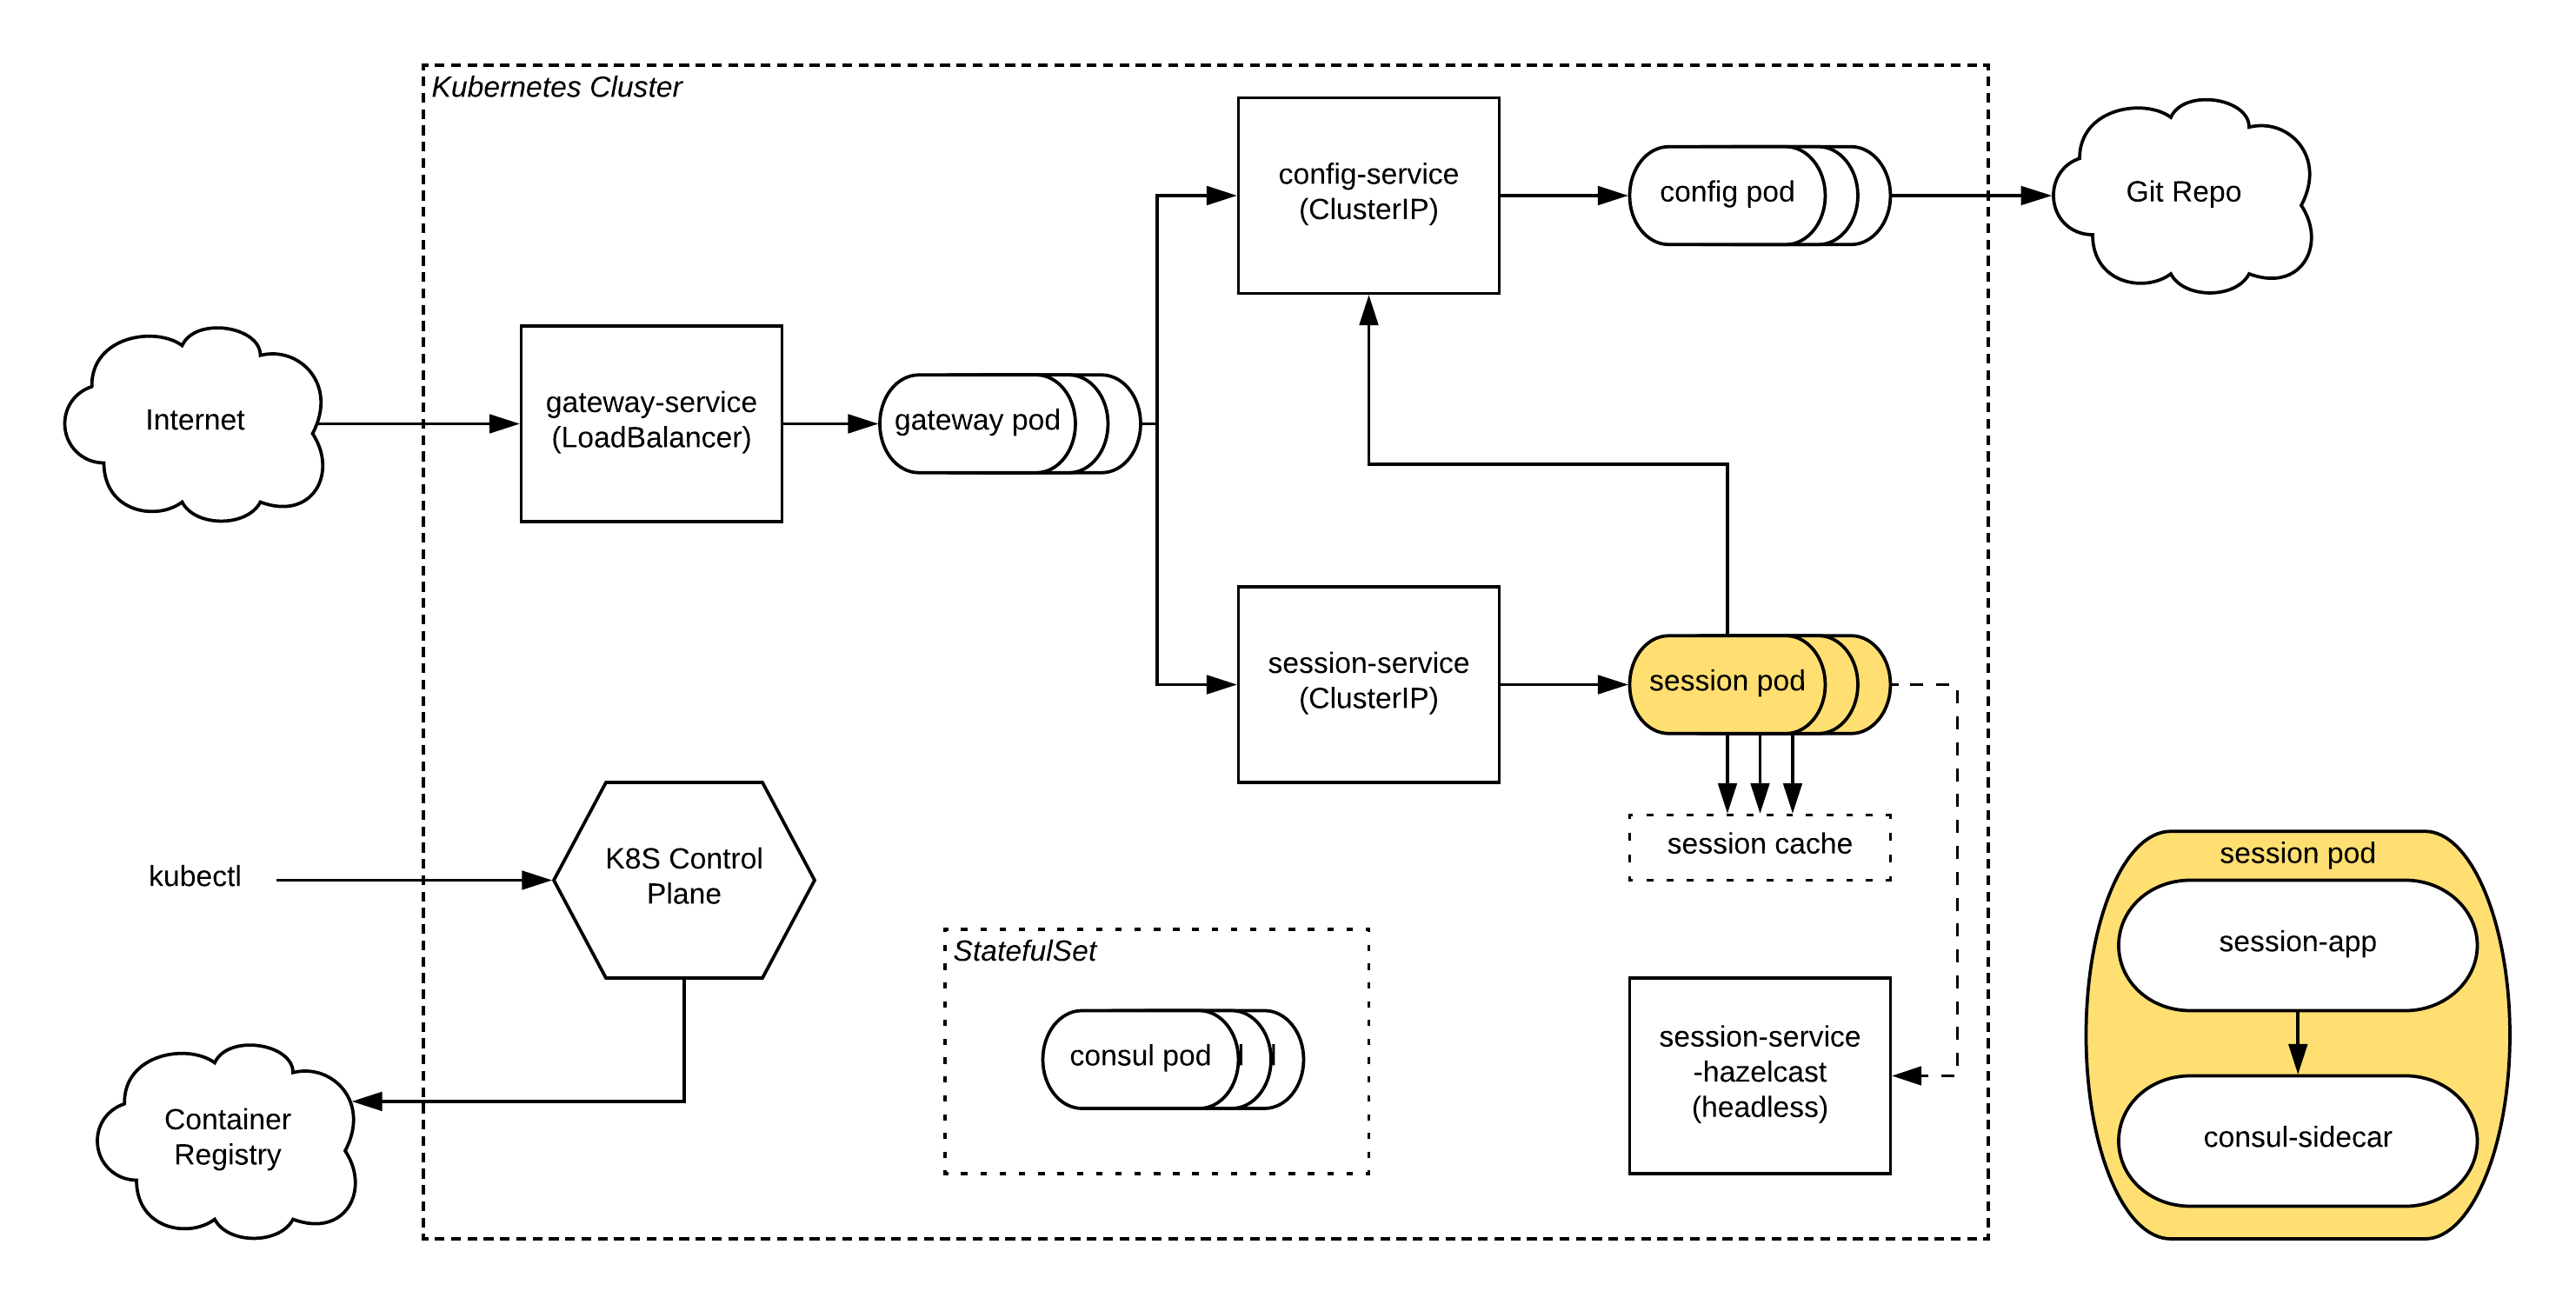 Kubernetes Cluster
config-service
(ClusterIP)
config pod
Git Repo
Internet
gateway-service
(LoadBalancer)
gateway pod
session-service
(ClusterIP)
session pod
session cache
kubectl
K8S Control
Plane
StatefulSet
consul pod
session-service
-hazelcast
(headless)
Container
Registry
session pod
session-app
consul-sidecar